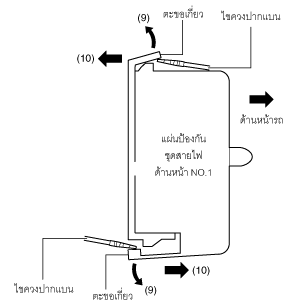 (9)
ตะขอเกี่ยว
ไขควงปากแบน
(10)
ด้านหน้ารถ
แผ่นป้องกัน
ชุดสายไฟ
ด้านหน้า NO.1
(10)
ไขควงปากแบน
(9)
ตะขอเกี่ยว